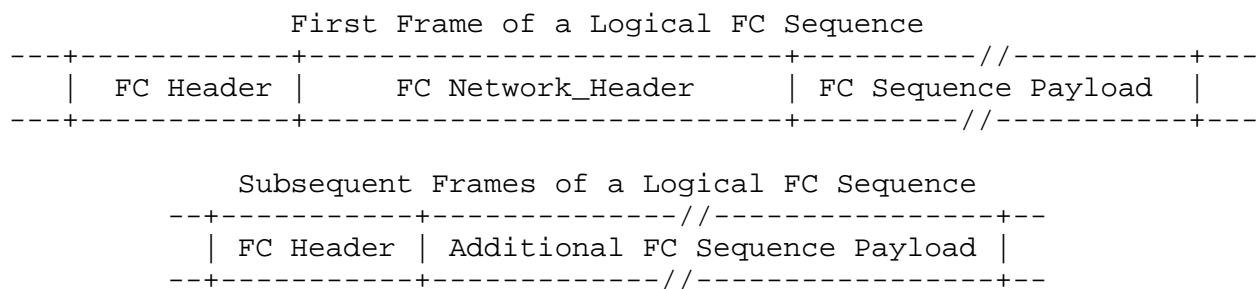 First Frame of a Logical FC Sequence
---+------------+---------------------------+----------//----------+---
| FC Header | FC Network_Header | FC Sequence Payload |
---+------------+---------------------------+---------//-----------+---
Subsequent Frames of a Logical FC Sequence
--+-----------+--------------//----------------+--
| FC Header | Additional FC Sequence Payload |
--+-----------+-------------//-----------------+--